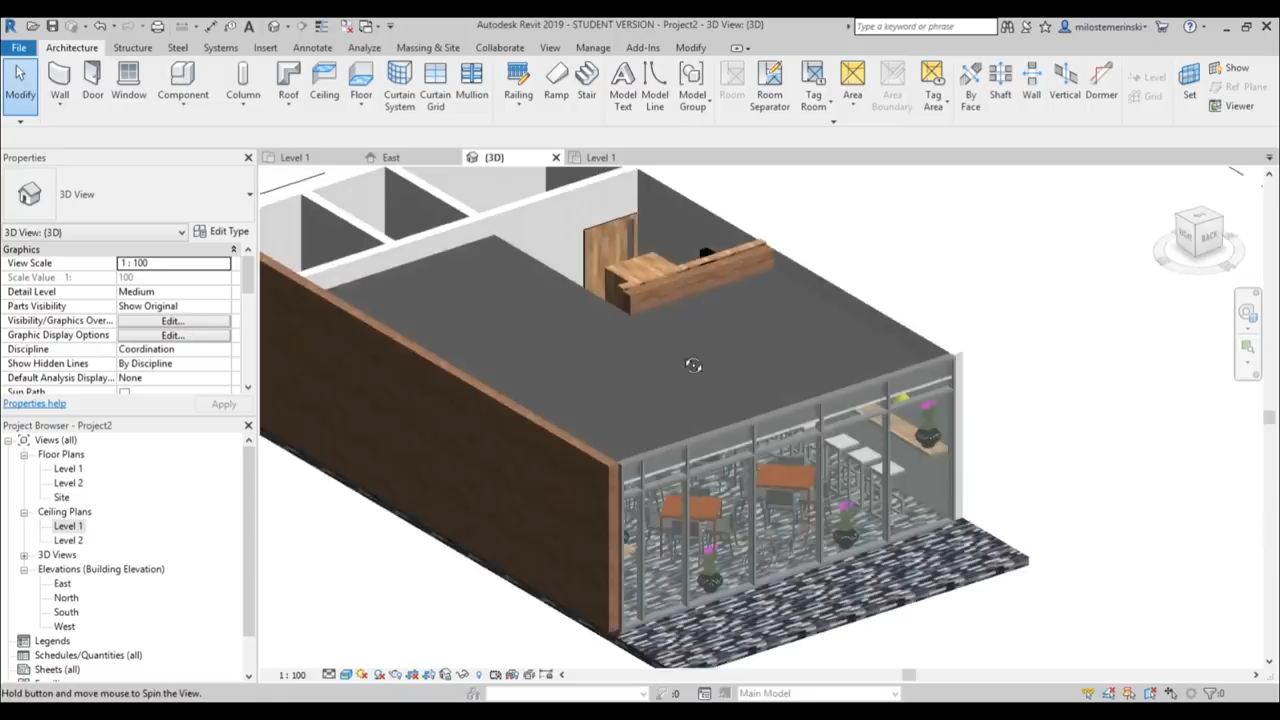 Autodesk Revit 2019 - STUDENT VERSION - Project2 - 3D View: {3D}
Type a keyword or phrase
milostemerinski
File Architecture Structure Steel Systems Insert Annotate Analyze Massing & Site Collaborate View Manage Add-Ins Modify
Modify Wall Door Window Component Column Roof Ceiling Floor Curtain System Curtain Grid Mullion Railing Ramp Stair Model Text Model Line Model Group Room Room Separator Tag Room Area Area Boundary Tag Area By Face Shaft Wall Vertical Dormer Level Grid Set Show Ref Plane Viewer
Properties
Level 1 East {3D} Level 1
3D View
3D View: {3D} Edit Type
Graphics
View Scale 1 : 100
Scale Value 1: 100
Detail Level Medium
Parts Visibility Show Original
Visibility/Graphics Over... Edit...
Graphic Display Options Edit...
Discipline Coordination
Show Hidden Lines By Discipline
Default Analysis Display... None
Sun Path
Properties help Apply
BACK
Project Browser - Project2
Views (all)
Floor Plans
Level 1
Level 2
Site
Ceiling Plans
Level 1
Level 2
3D Views
Elevations (Building Elevation)
East
North
South
West
Legends
Schedules/Quantities (all)
Sheets (all)
1 : 100
Hold button and move mouse to Spin the View.
:0
Main Model
:0